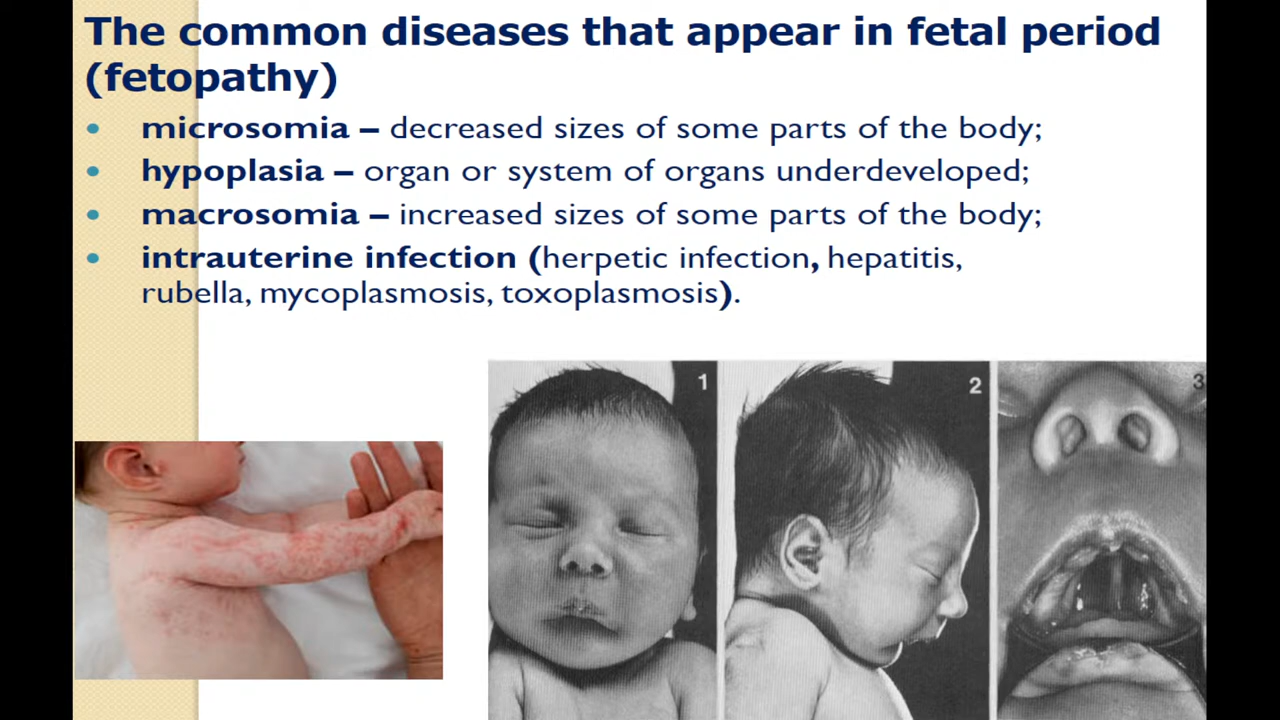 The common diseases that appear in fetal period
(fetopathy)
• microsomia – decreased sizes of some parts of the body;
• hypoplasia – organ or system of organs underdeveloped;
• macrosomia – increased sizes of some parts of the body;
• intrauterine infection (herpetic infection, hepatitis,
rubella, mycoplasmosis, toxoplasmosis).
1
2
3